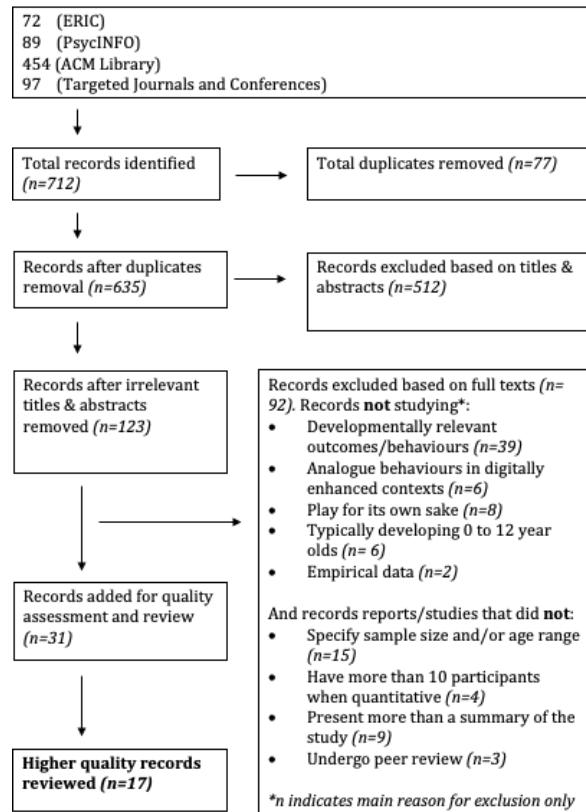 72 (ERIC)
89 (PsycINFO)
454 (ACM Library)
97 (Targeted Journals and Conferences)
Total records identified
(n=712)
Total duplicates removed (n=77)
Records after duplicates
removal (n=635)
Records excluded based on titles &
abstracts (n=512)
Records after irrelevant
titles & abstracts
removed (n=123)
Records excluded based on full texts (n=
92). Records not studying*:
• Developmentally relevant
outcomes/behaviours (n=39)
• Analogue behaviours in digitally
enhanced contexts (n=6)
• Play for its own sake (n=8)
• Typically developing 0 to 12 year
olds (n= 6)
• Empirical data (n=2)
And records reports/studies that did not:
• Specify sample size and/or age range
(n=15)
• Have more than 10 participants
when quantitative (n=4)
• Present more than a summary of the
study (n=9)
• Undergo peer review (n=3)
*n indicates main reason for exclusion only
Records added for quality
assessment and review
(n=31)
Higher quality records
reviewed (n=17)